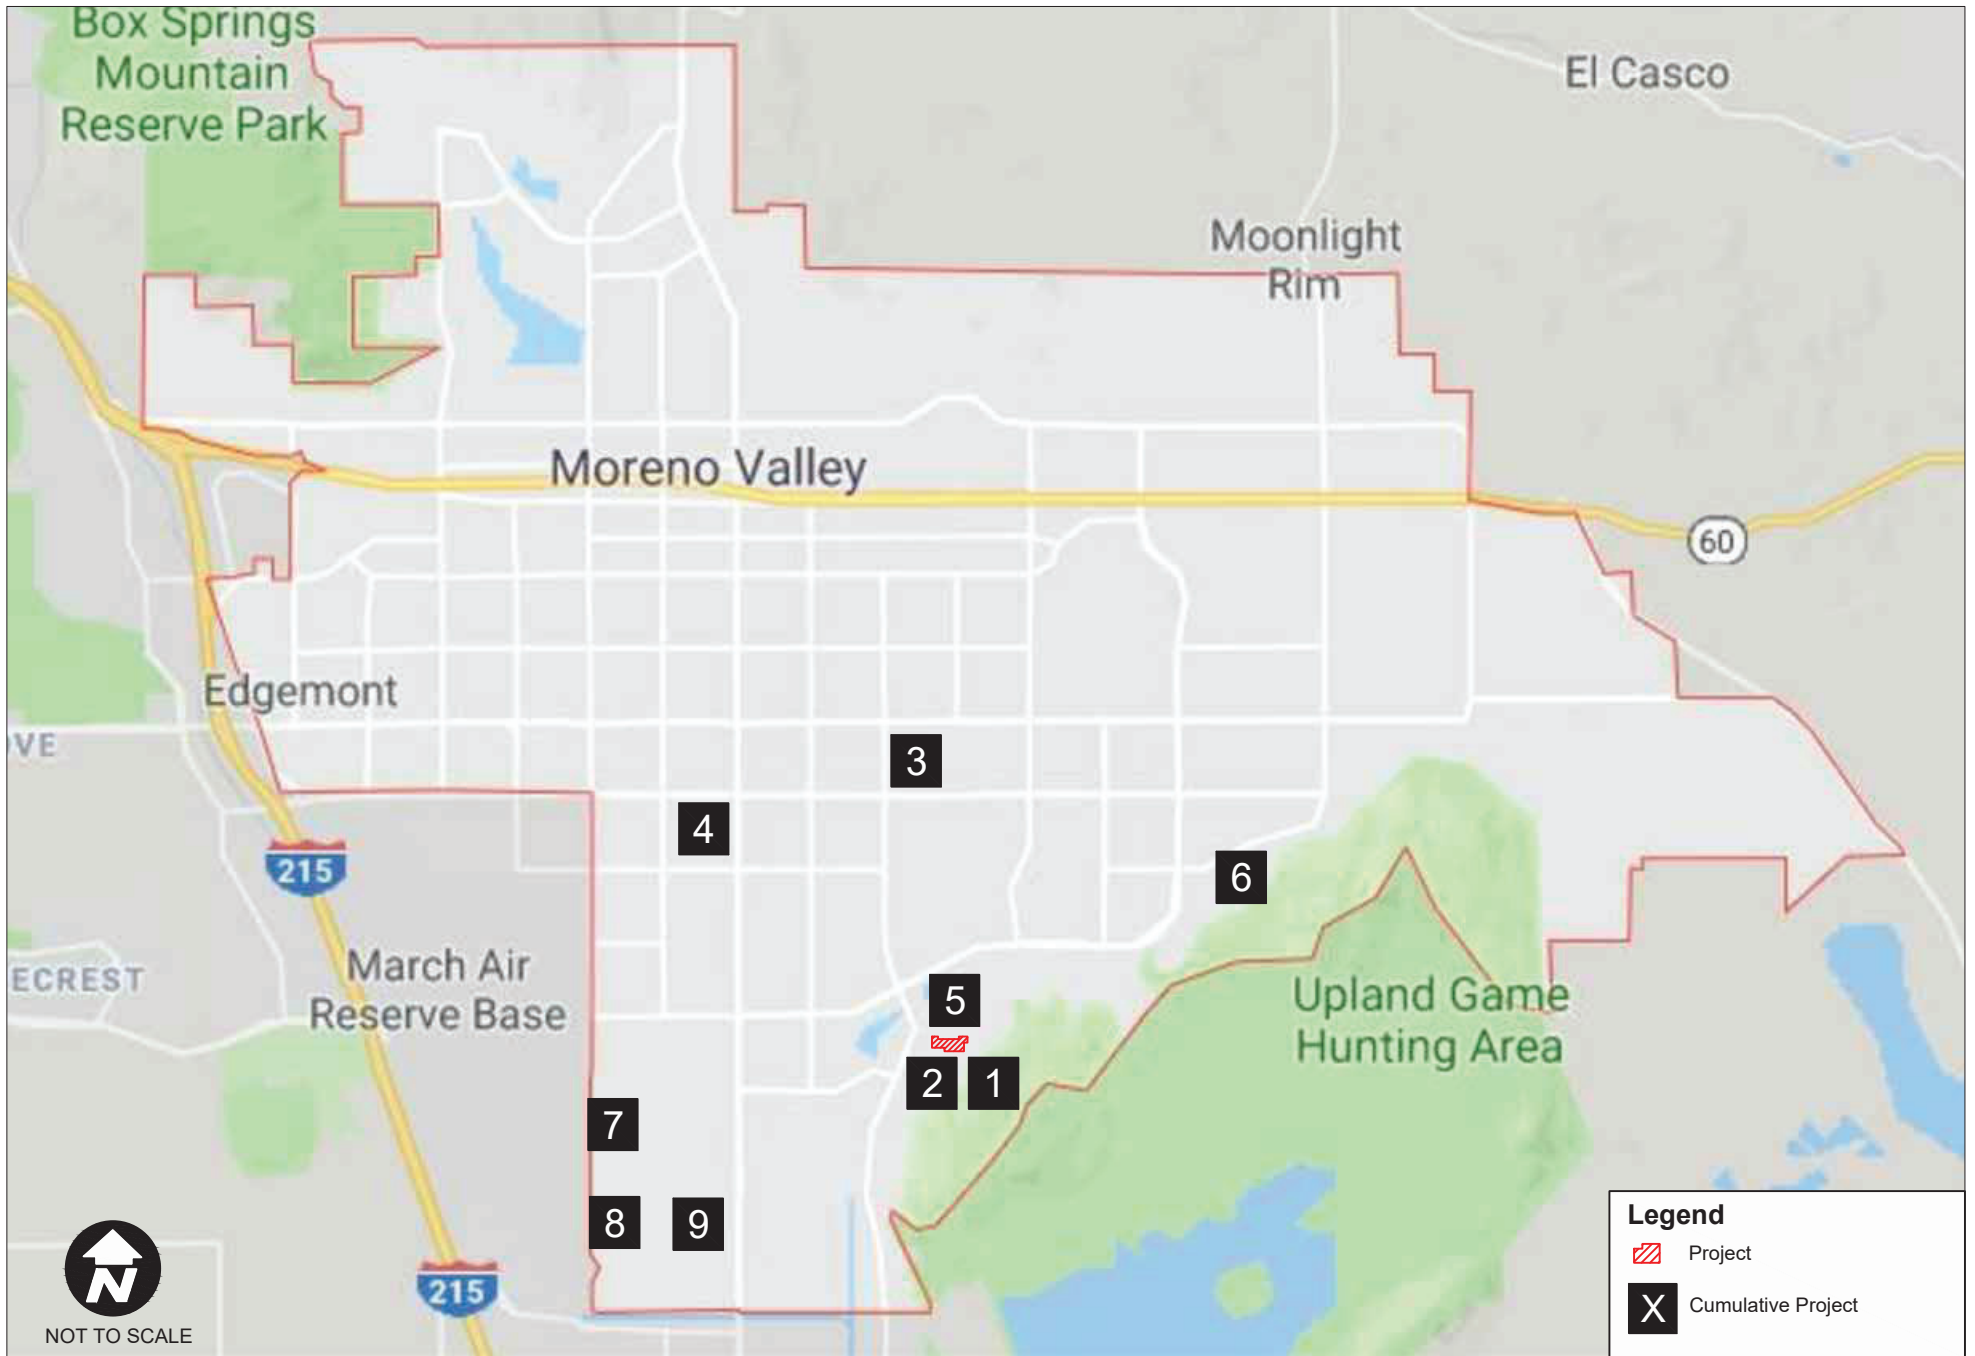 Box Springs
Mountain
Reserve Park
El Casco
Moonlight
Rim
Moreno Valley
60
Edgemont
OVE
3
4
215
6
March Air
Reserve Base
ECREST
5
Upland Game
Hunting Area
2
1
7
8
9
215
N
NOT TO SCALE
Legend
Project
X
Cumulative Project